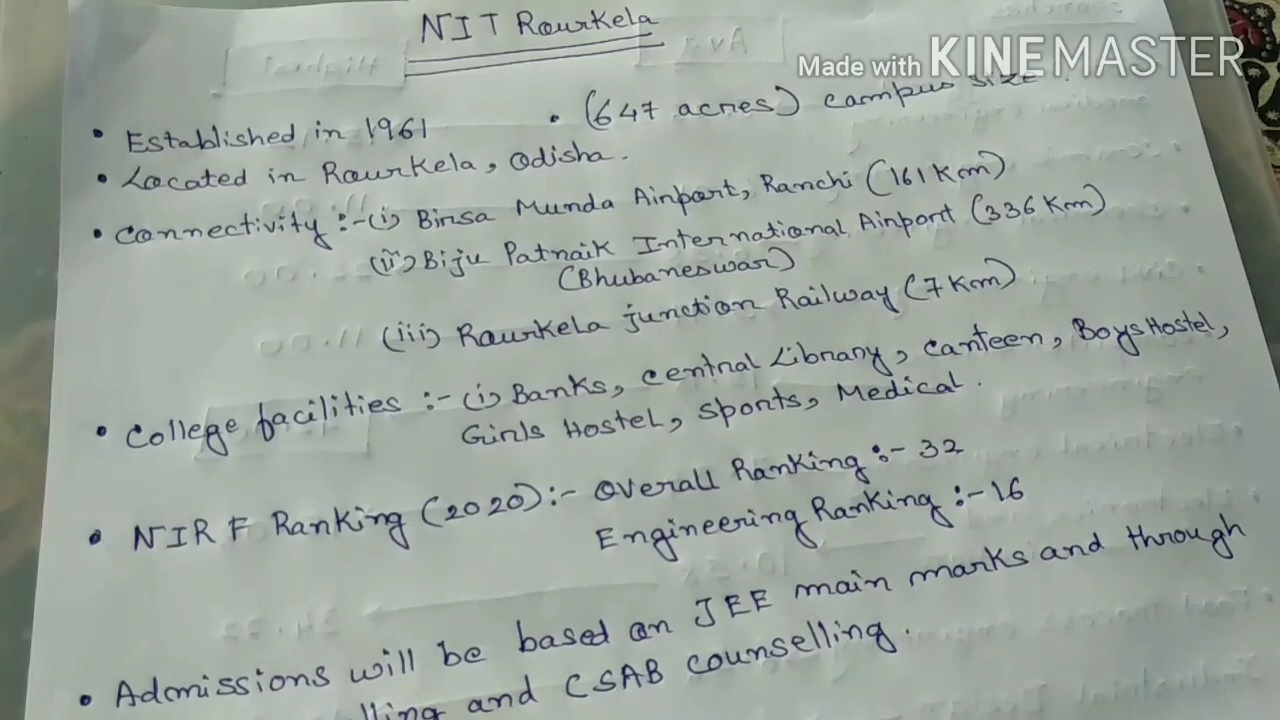 NIT Rourkela
Made with KINEMASTER
• Established in 1961 • (647 acres) campus size.
• Located in Rourkela, Odisha.
• Connectivity :- (i) Birsa Munda Airport, Ranchi (161 Km)
(ii) Biju Patnaik International Airport (336 Km)
(Bhubaneswar)
(iii) Rourkela junction Railway (7 Km)
• College facilities :- (i) Banks, central Library, canteen, Boys Hostel,
Girls Hostel, sports, Medical.
• NIRF Ranking (2020) :- Overall Ranking :- 32
Engineering Ranking :- 16
• Admissions will be based on JEE main marks and through
and CSAB counselling.